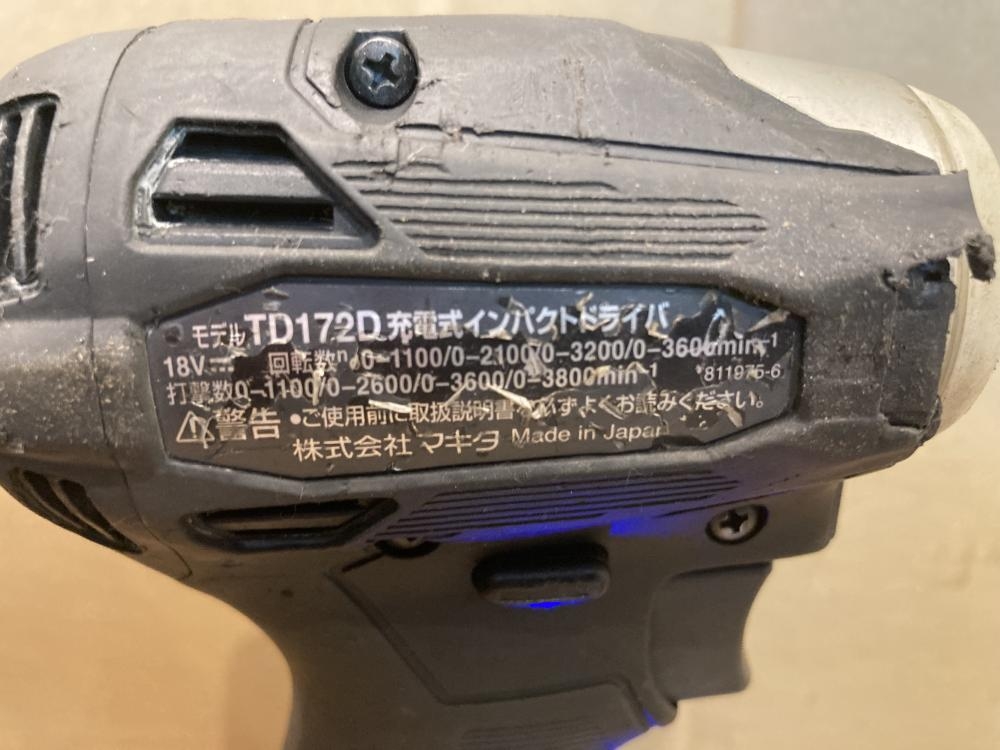 モデル TD172D 充電式インパクトドライバ
18V⎓ 回転数n 0-1100/0-2100/0-3200/0-3600min-1
打撃数0-1100/0-2600/0-3600/0-3800min-1 *811975-6
⚠警告 •ご使用前に取扱説明書を必ずよくお読みください。
株式会社 マキタ Made in Japan